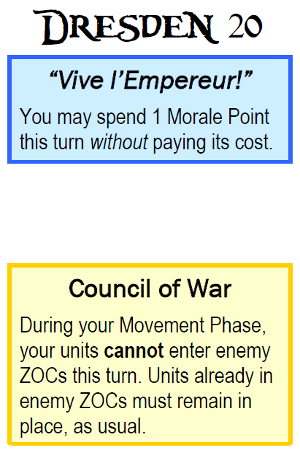 DRESDEN 20
“Vive l’Empereur!”
You may spend 1 Morale Point
this turn without paying its cost.
Council of War
During your Movement Phase,
your units cannot enter enemy
ZOCs this turn. Units already in
enemy ZOCs must remain in
place, as usual.